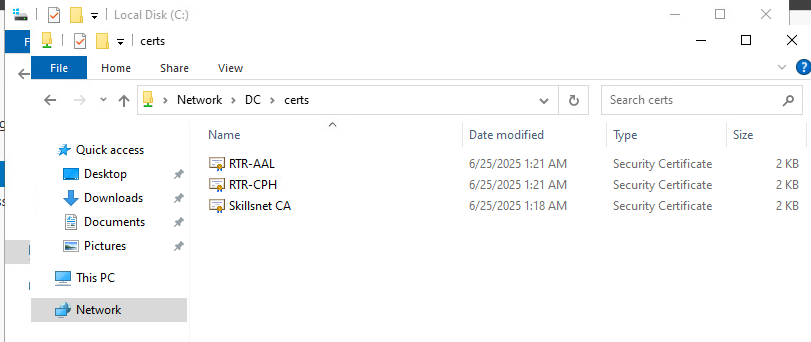 Local Disk (C:)
F certs
File Home Share View
Network DC certs Search certs
Name Date modified Type Size
Quick access
Desktop
Downloads
Documents
Pictures
This PC
Network
RTR-AAL 6/25/2025 1:21 AM Security Certificate 2 KB
RTR-CPH 6/25/2025 1:21 AM Security Certificate 2 KB
Skillsnet CA 6/25/2025 1:18 AM Security Certificate 2 KB